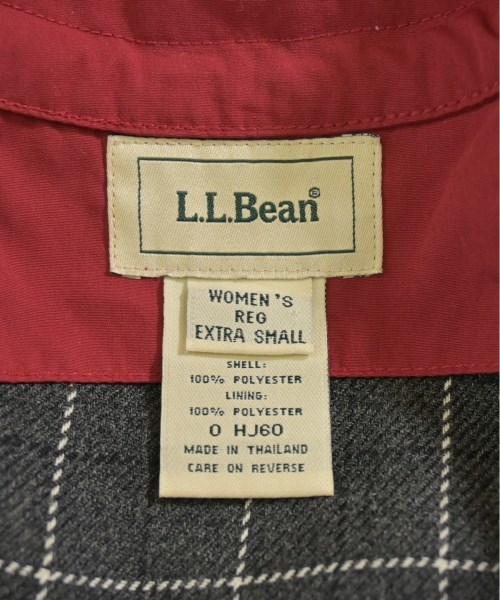 L.L.Bean®
WOMEN'S
REG
EXTRA SMALL
SHELL:
100% POLYESTER
LINING:
100% POLYESTER
0 HJ60
MADE IN THAILAND
CARE ON REVERSE